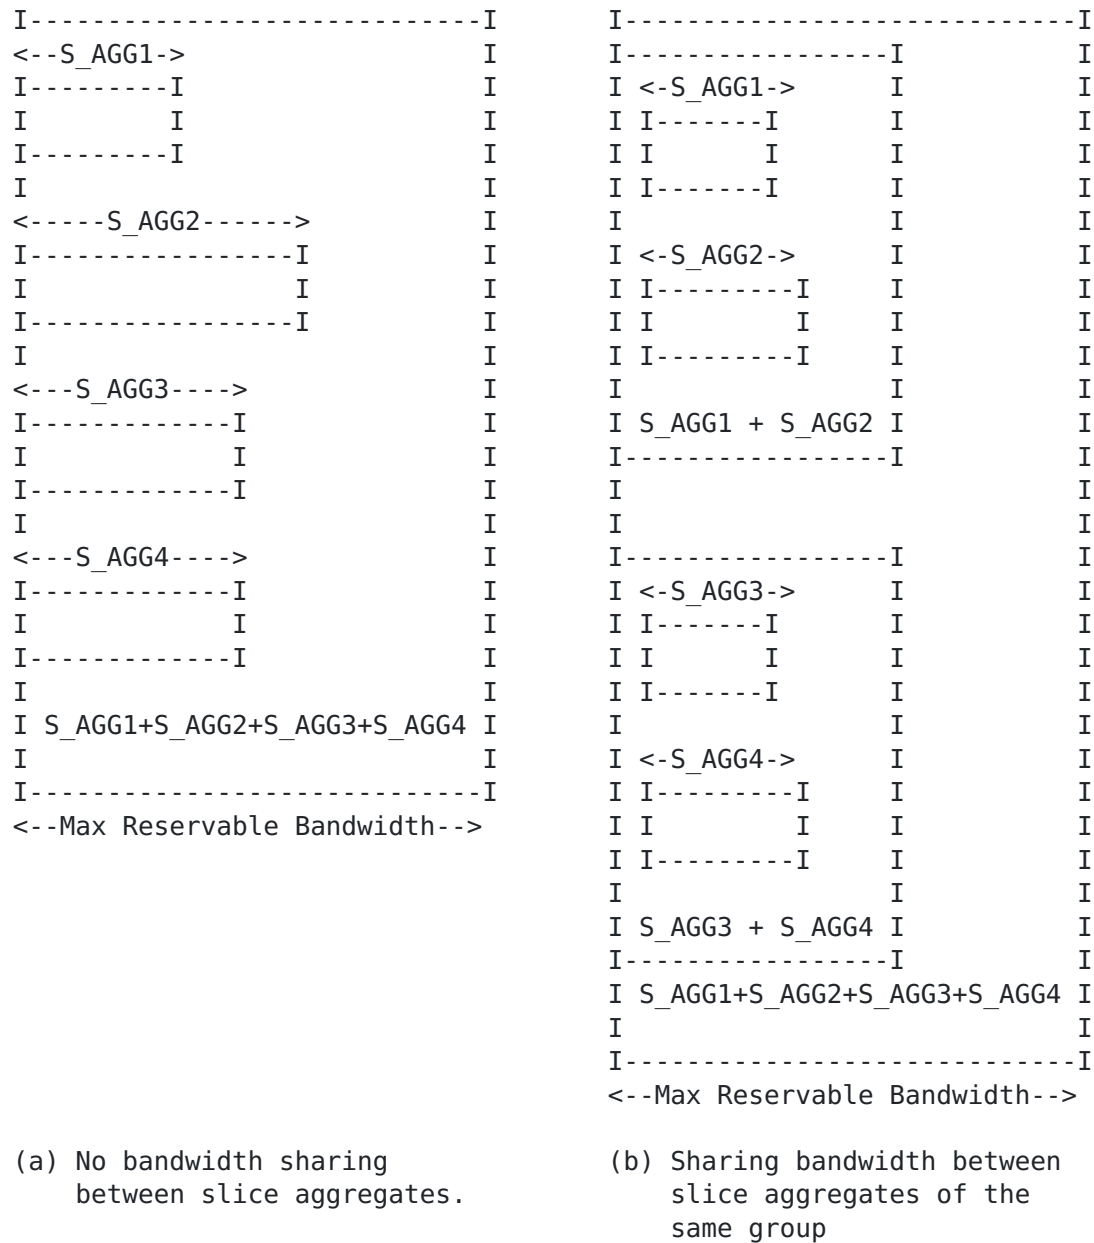 I-----------------------------I       I-----------------------------I
<--S_AGG1->                   I       I-----------------I           I
I---------I                   I       I <-S_AGG1->      I           I
I         I                   I       I I-------I       I           I
I---------I                   I       I I       I       I           I
I                             I       I I-------I       I           I
<-----S_AGG2------>           I       I                 I           I
I-----------------I           I       I <-S_AGG2->      I           I
I                 I           I       I I---------I     I           I
I-----------------I           I       I I         I     I           I
I                             I       I I---------I     I           I
<---S_AGG3---->               I       I                 I           I
I-------------I               I       I S_AGG1 + S_AGG2 I           I
I             I               I       I-----------------I           I
I-------------I               I       I                             I
I                             I       I                             I
<---S_AGG4---->               I       I-----------------I           I
I-------------I               I       I <-S_AGG3->      I           I
I             I               I       I I-------I       I           I
I-------------I               I       I I       I       I           I
I                             I       I I-------I       I           I
I S_AGG1+S_AGG2+S_AGG3+S_AGG4 I       I                 I           I
I                             I       I <-S_AGG4->      I           I
I-----------------------------I       I I---------I     I           I
<--Max Reservable Bandwidth-->        I I         I     I           I
                                      I I---------I     I           I
                                      I                 I           I
                                      I S_AGG3 + S_AGG4 I           I
                                      I-----------------I           I
                                      I S_AGG1+S_AGG2+S_AGG3+S_AGG4 I
                                      I                             I
                                      I-----------------------------I
                                      <--Max Reservable Bandwidth-->

(a) No bandwidth sharing              (b) Sharing bandwidth between
    between slice aggregates.             slice aggregates of the
                                          same group